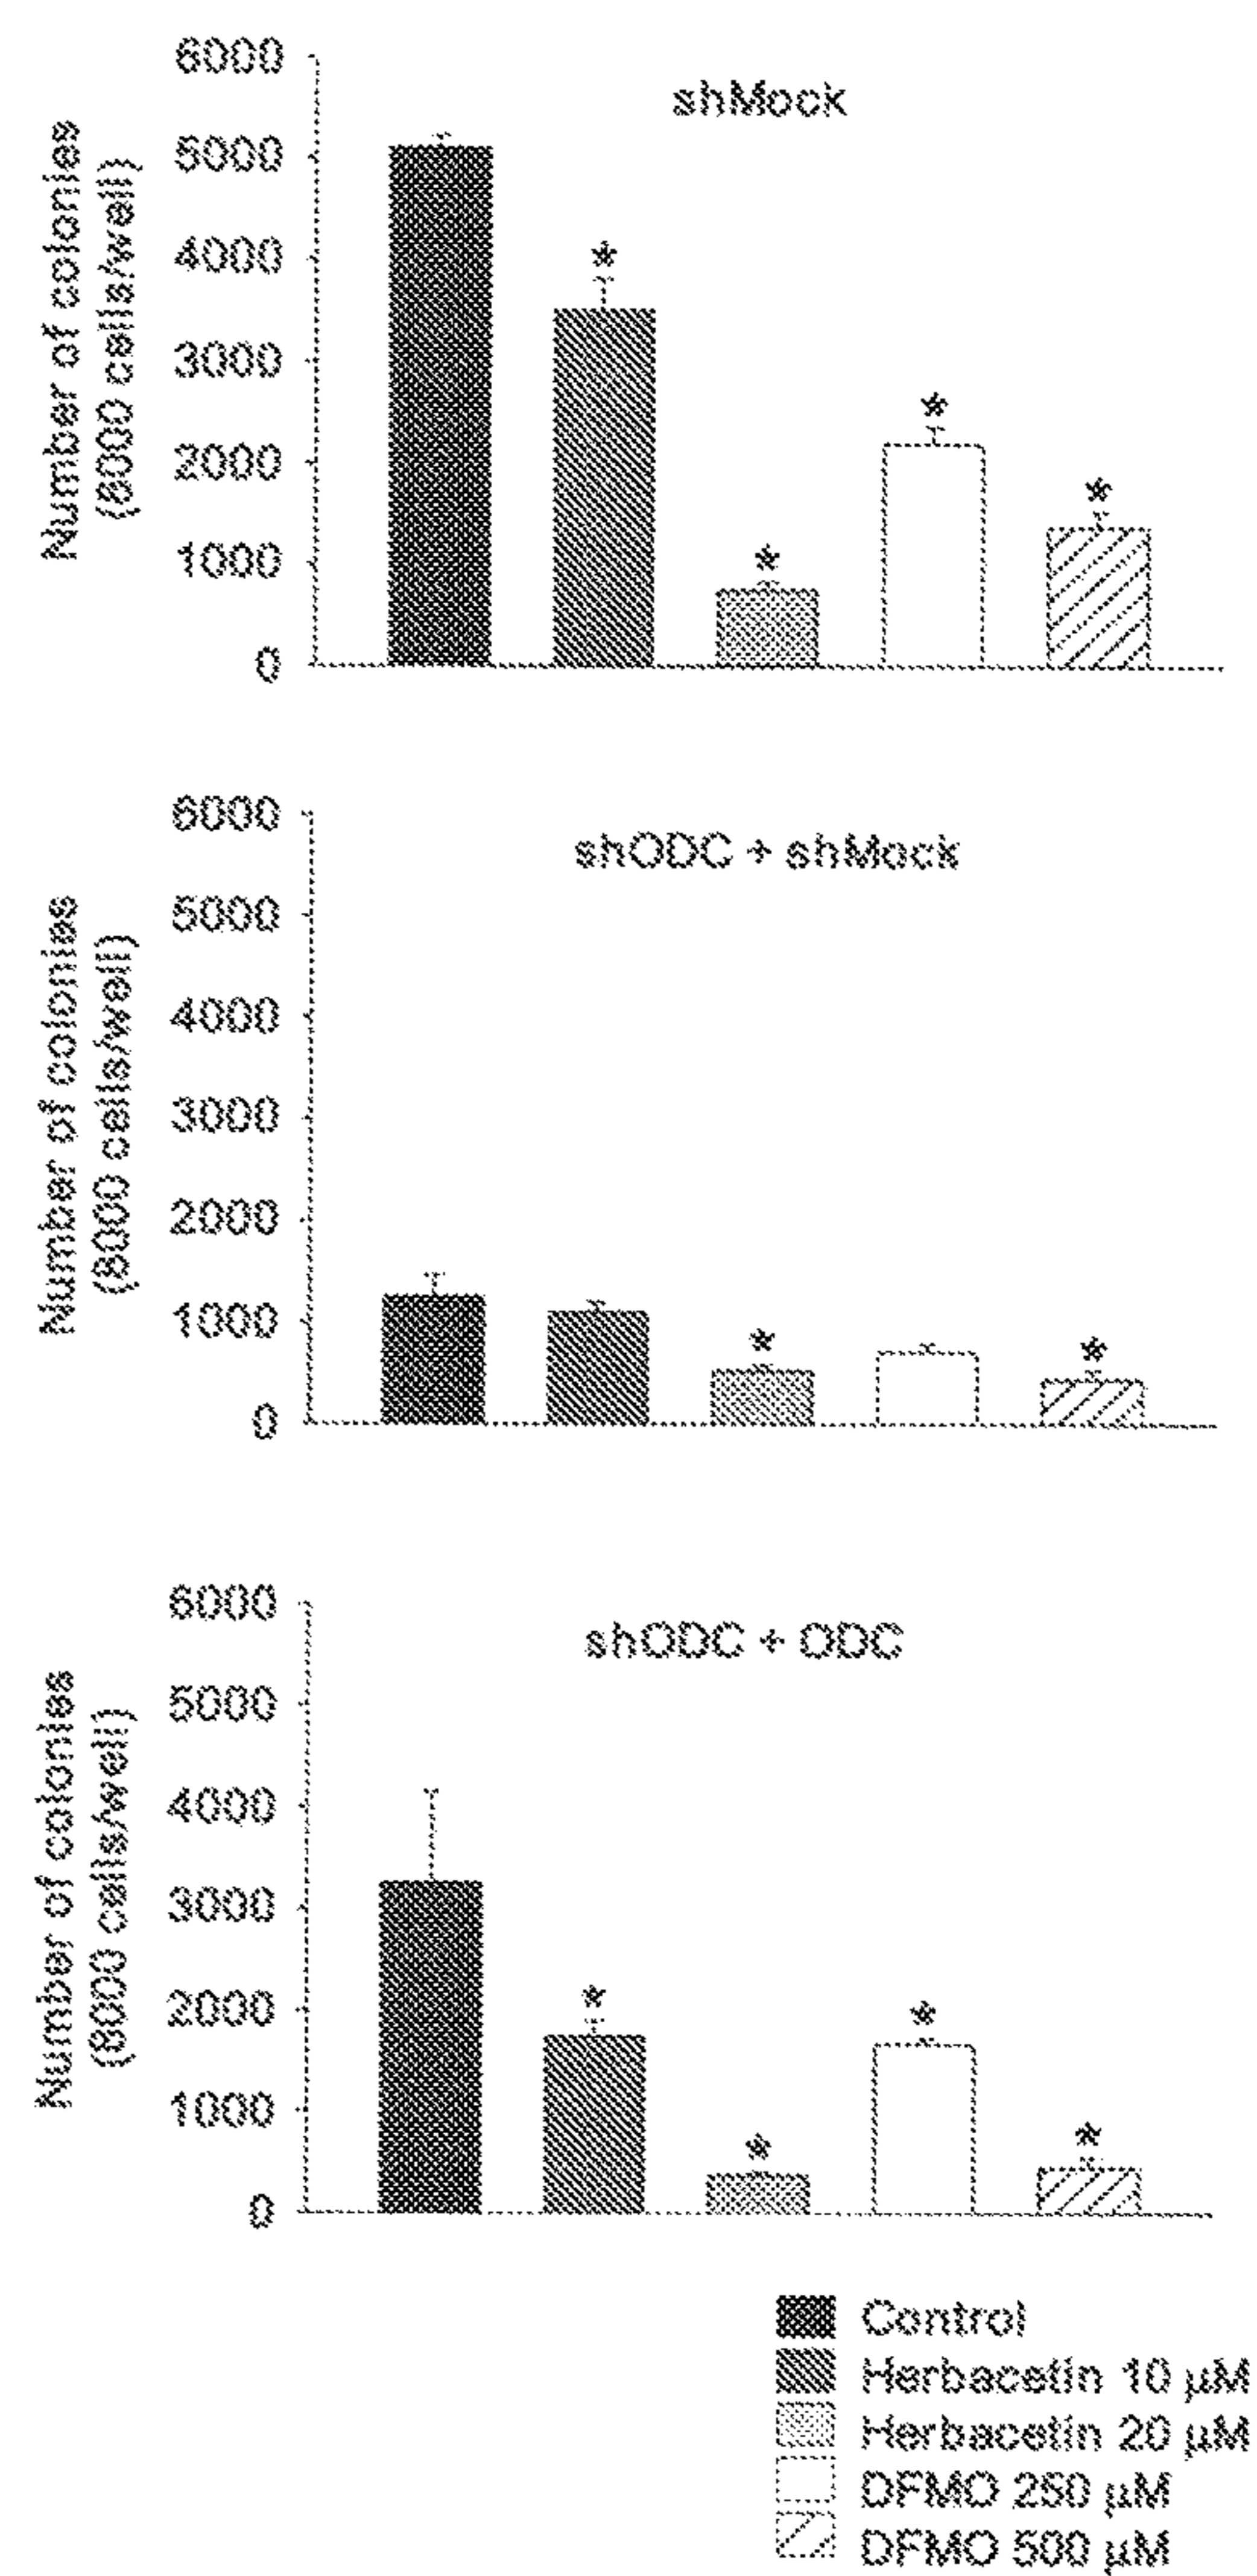 6000
shMock
5000
4000
3000
2000
1000
0
Number of colonies
(8000 cells/well)
*
*
*
*
6000
shODC + shMock
5000
4000
3000
2000
1000
0
Number of colonies
(8000 cells/well)
*
*
6000
shODC + ODC
5000
4000
3000
2000
1000
0
Number of colonies
(8000 cells/well)
*
*
*
*
Control
Herbacetin 10 μM
Herbacetin 20 μM
DFMO 250 μM
DFMO 500 μM